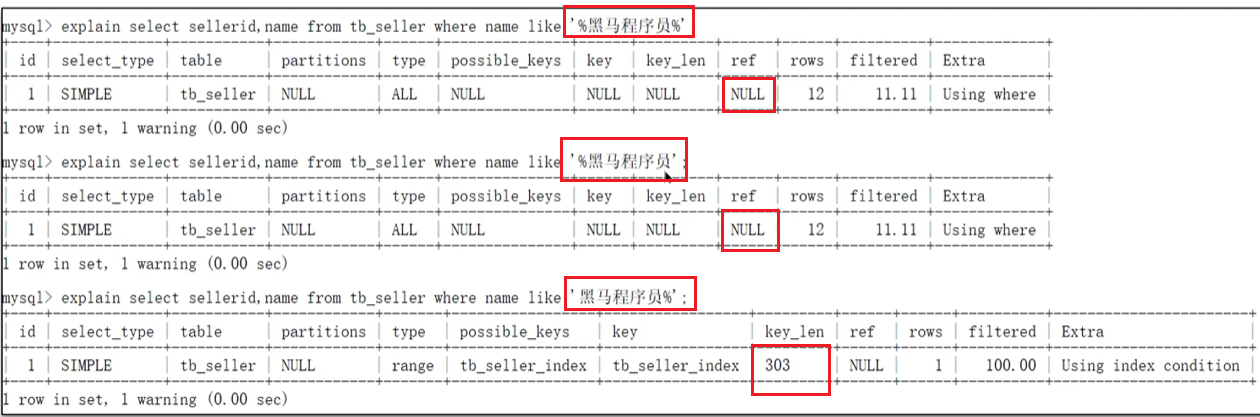 mysql> explain select sellerid,name from tb_seller where name like '%黑马程序员%'
| id | select_type | table | partitions | type | possible_keys | key | key_len | ref | rows | filtered | Extra |
| 1 | SIMPLE | tb_seller | NULL | ALL | NULL | NULL | NULL | NULL | 12 | 11.11 | Using where |
1 row in set, 1 warning (0.00 sec)
mysql> explain select sellerid,name from tb_seller where name like '%黑马程序员';
| id | select_type | table | partitions | type | possible_keys | key | key_len | ref | rows | filtered | Extra |
| 1 | SIMPLE | tb_seller | NULL | ALL | NULL | NULL | NULL | NULL | 12 | 11.11 | Using where |
1 row in set, 1 warning (0.00 sec)
mysql> explain select sellerid,name from tb_seller where name like '黑马程序员%';
| id | select_type | table | partitions | type | possible_keys | key | key_len | ref | rows | filtered | Extra |
| 1 | SIMPLE | tb_seller | NULL | range | tb_seller_index | tb_seller_index | 303 | NULL | 1 | 100.00 | Using index condition |
1 row in set, 1 warning (0.00 sec)